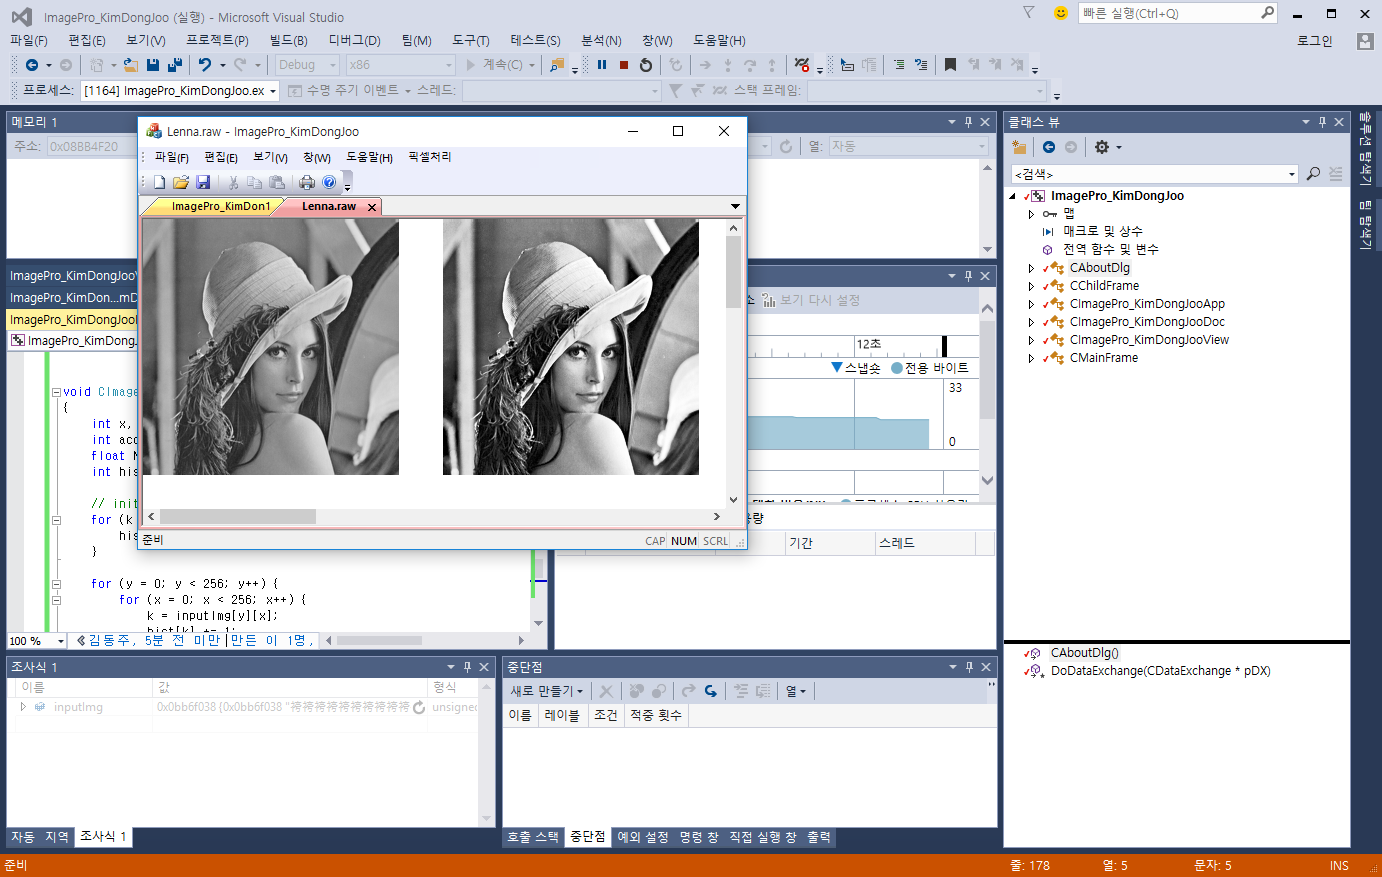 ImagePro_KimDongJoo (실행) - Microsoft Visual Studio
빠른 실행(Ctrl+Q)
파일(F) 편집(E) 보기(V) 프로젝트(P) 빌드(B) 디버그(D) 팀(M) 도구(T) 테스트(S) 분석(N) 창(W) 도움말(H)
로그인
Debug x86 계속(C)
프로세스: [1164] ImagePro_KimDongJoo.ex 수명 주기 이벤트 스레드: 스택 프레임:
메모리 1
주소: 0x08BB4F20 열: 자동
Lenna.raw - ImagePro_KimDongJoo
파일(F) 편집(E) 보기(V) 창(W) 도움말(H) 픽셀처리
ImagePro_KimDon1 Lenna.raw
준비 CAP NUM SCRL
ImagePro_KimDongJoo
ImagePro_KimDon...mD
ImagePro_KimDongJoo
ImagePro_KimDong
void CImage
{
int x,
int acc
float
int his
// init
for (k
his
}
for (y = 0; y < 256; y++) {
for (x = 0; x < 256; x++) {
k = inputImg[y][x];
hist[k] += 1;
100 % 김동주, 5분 전 미만 | 만든 이 1명,
보기 다시 설정
12초
스냅숏 전용 바이트
33
0
기간 스레드
클래스 뷰
<검색>
ImagePro_KimDongJoo
맵
매크로 및 상수
전역 함수 및 변수
CAboutDlg
CChildFrame
CImagePro_KimDongJooApp
CImagePro_KimDongJooDoc
CImagePro_KimDongJooView
CMainFrame
CAboutDlg()
DoDataExchange(CDataExchange * pDX)
솔루션 탐색기
팀 탐색기
조사식 1
이름 값 형식
inputImg 0x0bb6f038 {0x0bb6f038 " unsigned
자동 지역 조사식 1
중단점
새로 만들기 열
이름 레이블 조건 적중 횟수
호출 스택 중단점 예외 설정 명령 창 직접 실행 창 출력
준비 줄: 178 열: 5 문자: 5 INS